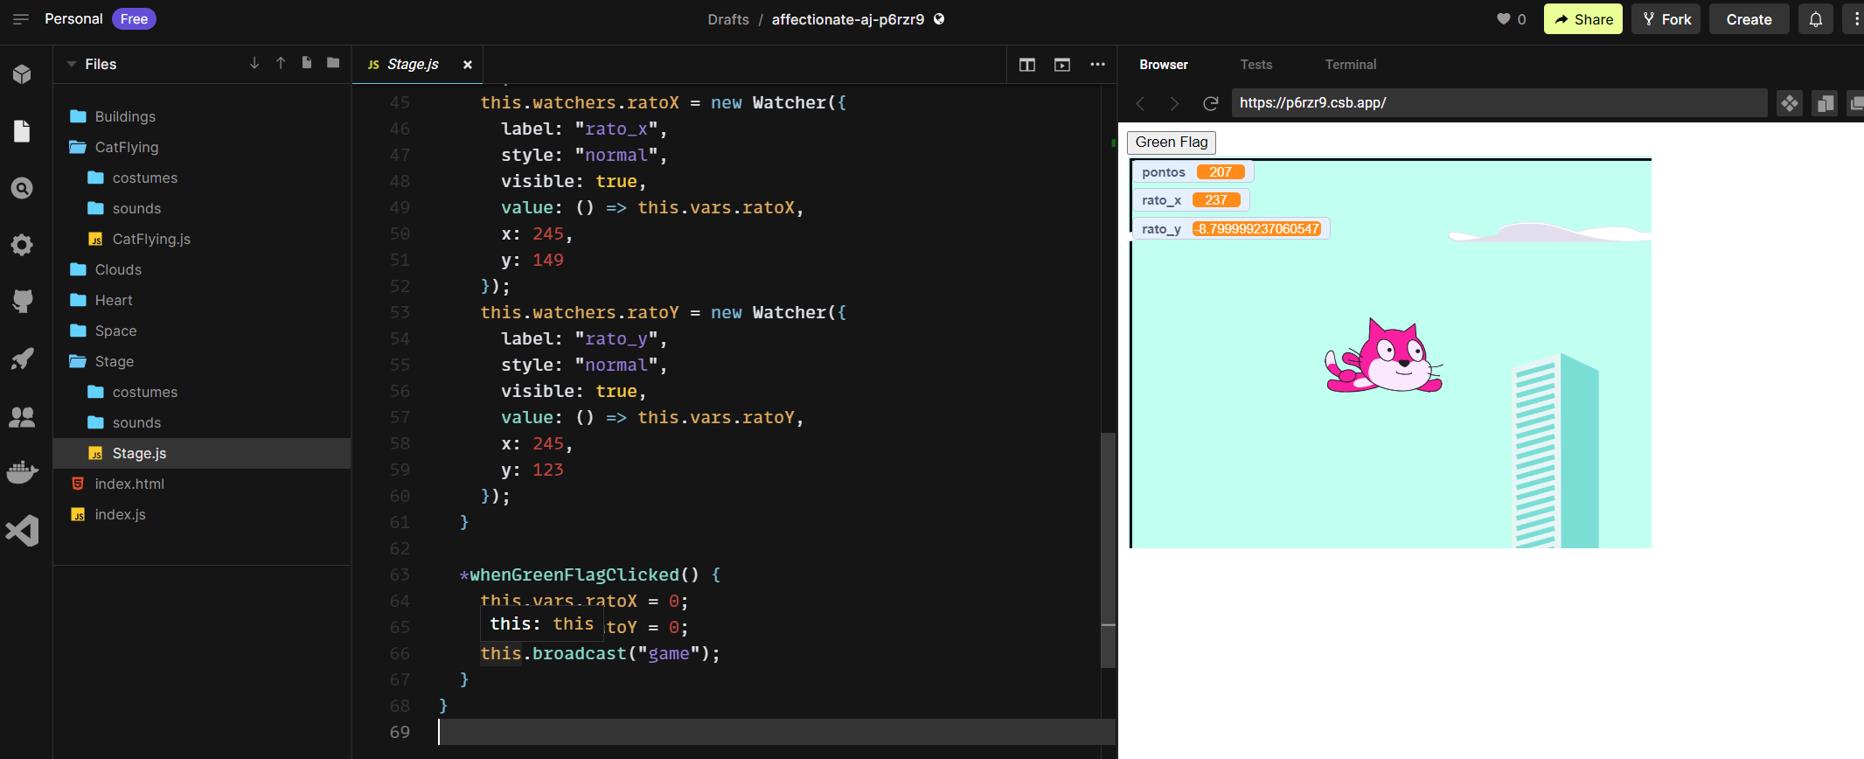 Personal Free
Drafts / affectionate-aj-p6rzr9
0
Share
Fork
Create
Files
Buildings
CatFlying
costumes
sounds
JS CatFlying.js
Clouds
Heart
Space
Stage
costumes
sounds
JS Stage.js
index.html
JS index.js
JS Stage.js
45 this.watchers.ratoX = new Watcher({
46 label: "rato_x",
47 style: "normal",
48 visible: true,
49 value: () => this.vars.ratoX,
50 x: 245,
51 y: 149
52 });
53 this.watchers.ratoY = new Watcher({
54 label: "rato_y",
55 style: "normal",
56 visible: true,
57 value: () => this.vars.ratoY,
58 x: 245,
59 y: 123
60 });
61 }
62
63 *whenGreenFlagClicked() {
64 this.vars.ratoX = 0;
this: this
65 toY = 0;
66 this.broadcast("game");
67 }
68 }
69
Browser
Tests
Terminal
https://p6rzr9.csb.app/
Green Flag
pontos 207
rato_x 237
rato_y -8.799999237060547